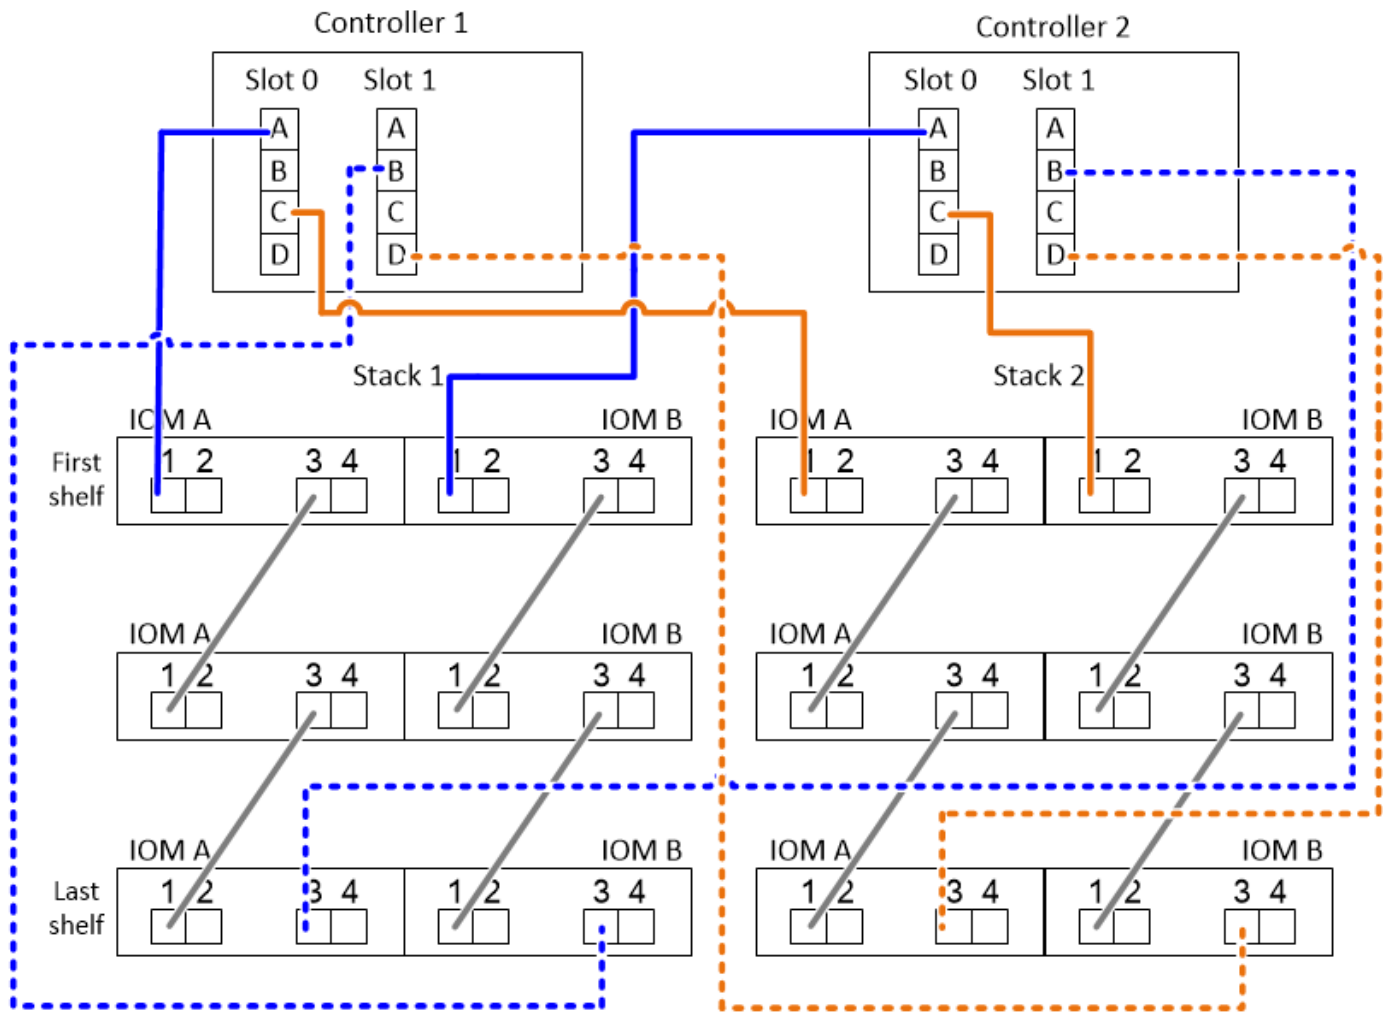 Controller 1
Controller 2
Slot 0 Slot 1
Slot 0 Slot 1
A A
B B
C C
D D
A A
B B
C C
D D
Stack 1
Stack 2
IOM A IOM B
IOM A IOM B
First
shelf
1 2 3 4 1 2 3 4
1 2 3 4 1 2 3 4
IOM A IOM B
IOM A IOM B
1 2 3 4 1 2 3 4
1 2 3 4 1 2 3 4
IOM A IOM B
IOM A IOM B
Last
shelf
1 2 3 4 1 2 3 4
1 2 3 4 1 2 3 4